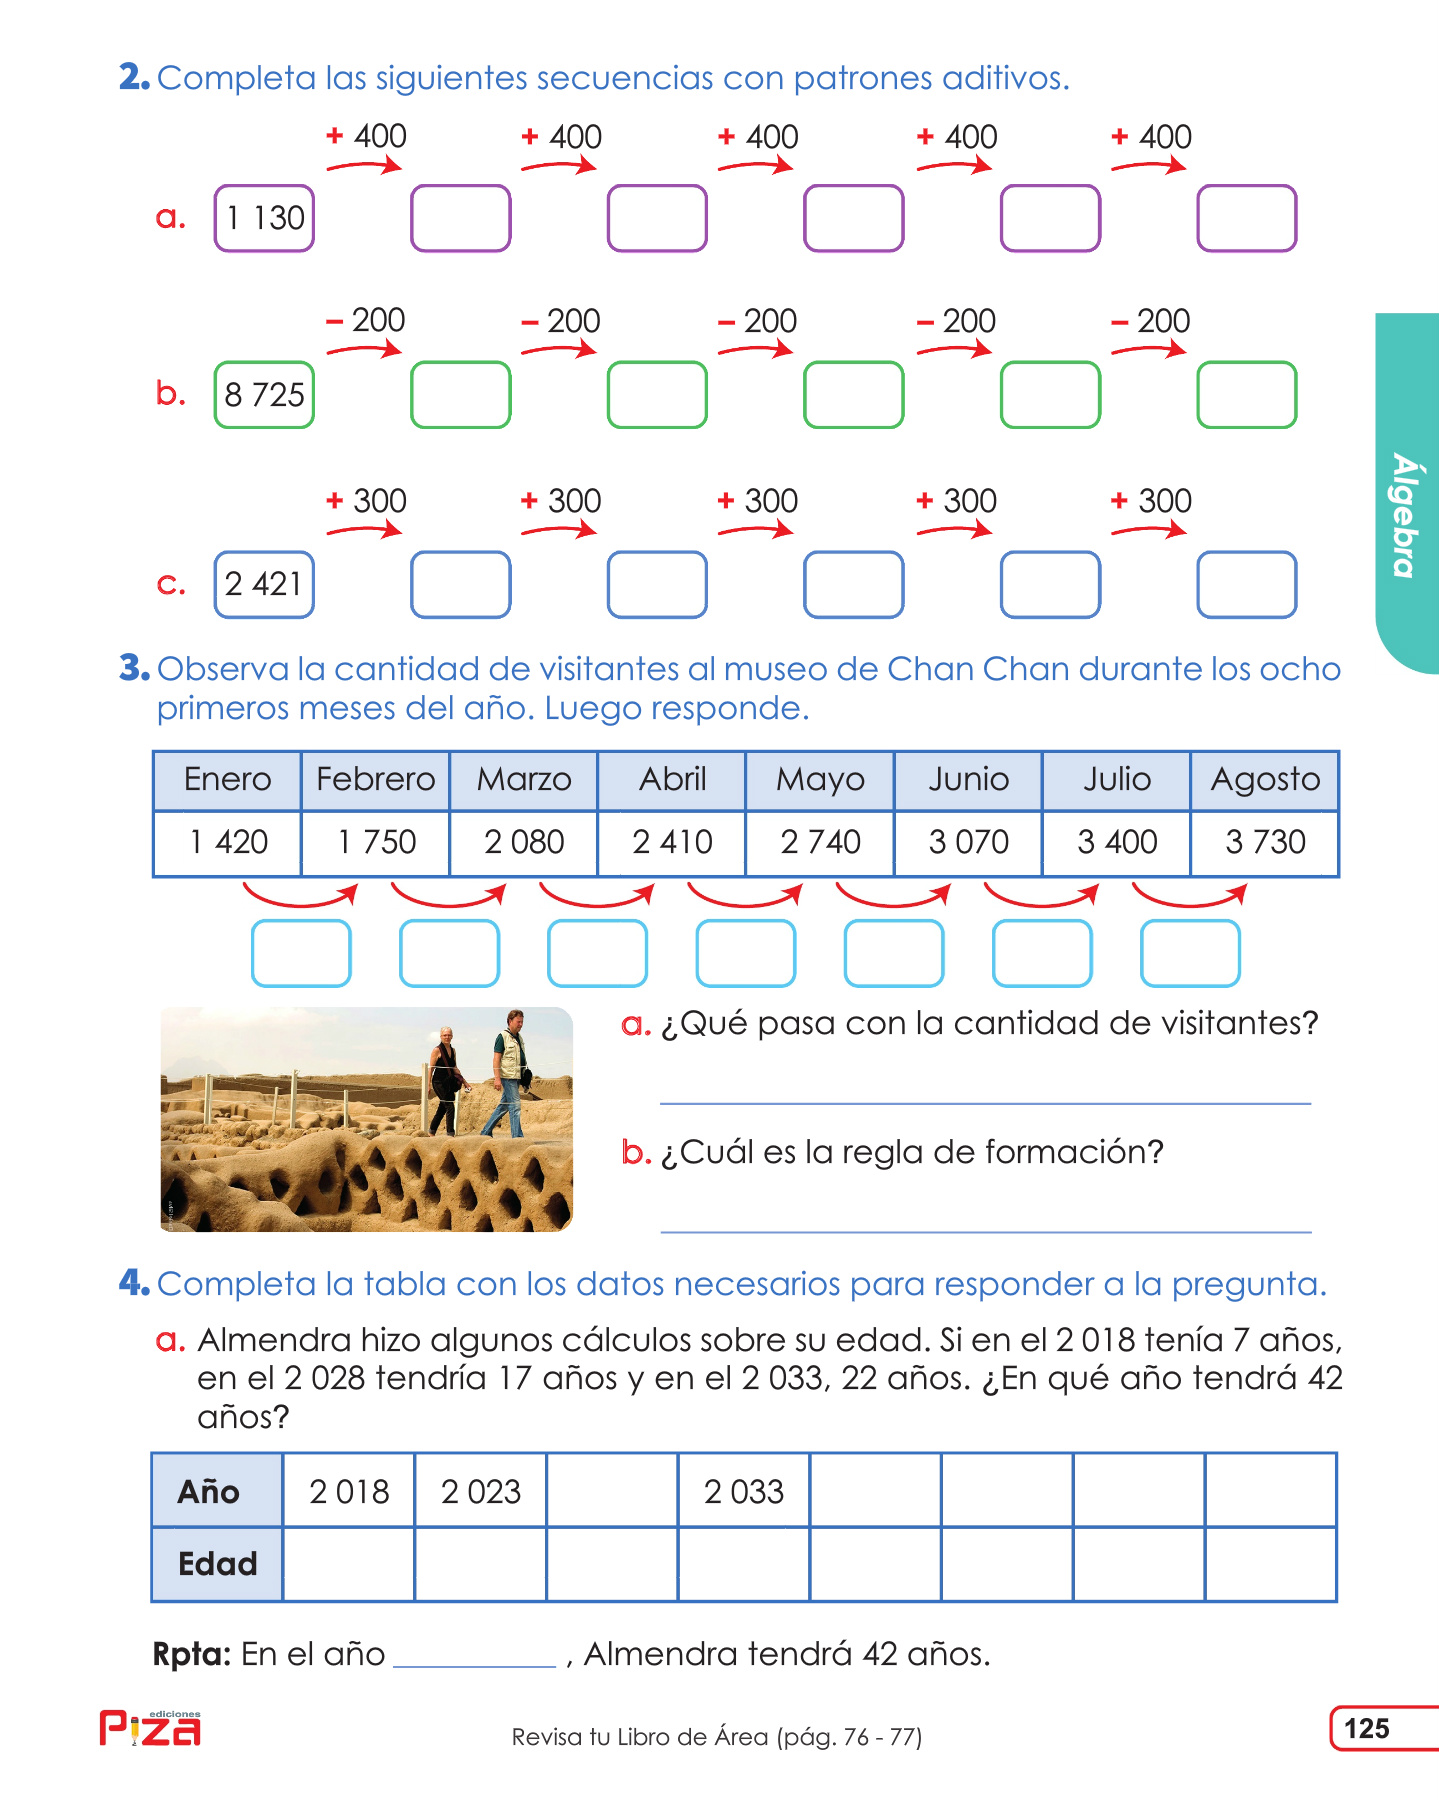 2. Completa las siguientes secuencias con patrones aditivos.
+ 400 + 400 + 400 + 400 + 400
a. 1 130
– 200 – 200 – 200 – 200 – 200
b. 8 725
+ 300 + 300 + 300 + 300 + 300
c. 2 421
Álgebra
3. Observa la cantidad de visitantes al museo de Chan Chan durante los ocho
primeros meses del año. Luego responde.
Enero Febrero Marzo Abril Mayo Junio Julio Agosto
1 420 1 750 2 080 2 410 2 740 3 070 3 400 3 730
a. ¿Qué pasa con la cantidad de visitantes?
b. ¿Cuál es la regla de formación?
4. Completa la tabla con los datos necesarios para responder a la pregunta.
a. Almendra hizo algunos cálculos sobre su edad. Si en el 2 018 tenía 7 años,
en el 2 028 tendría 17 años y en el 2 033, 22 años. ¿En qué año tendrá 42
años?
Año 2 018 2 023 2 033
Edad
Rpta: En el año , Almendra tendrá 42 años.
ediciones
Piza
Revisa tu Libro de Área (pág. 76 - 77)
125